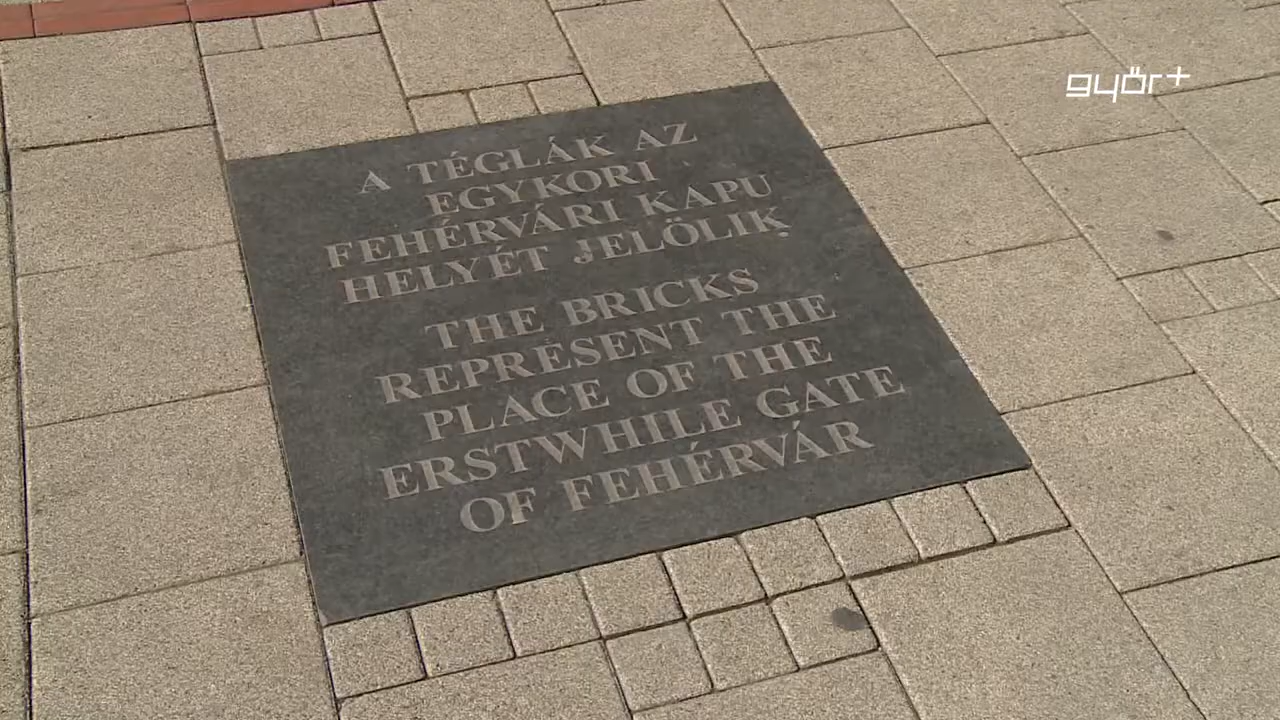 győr+
A TÉGLÁK AZ
EGYKORI
FEHÉRVÁRI KAPU
HELYÉT JELÖLIK
THE BRICKS
REPRESENT THE
PLACE OF THE
ERSTWHILE GATE
OF FEHÉRVÁR